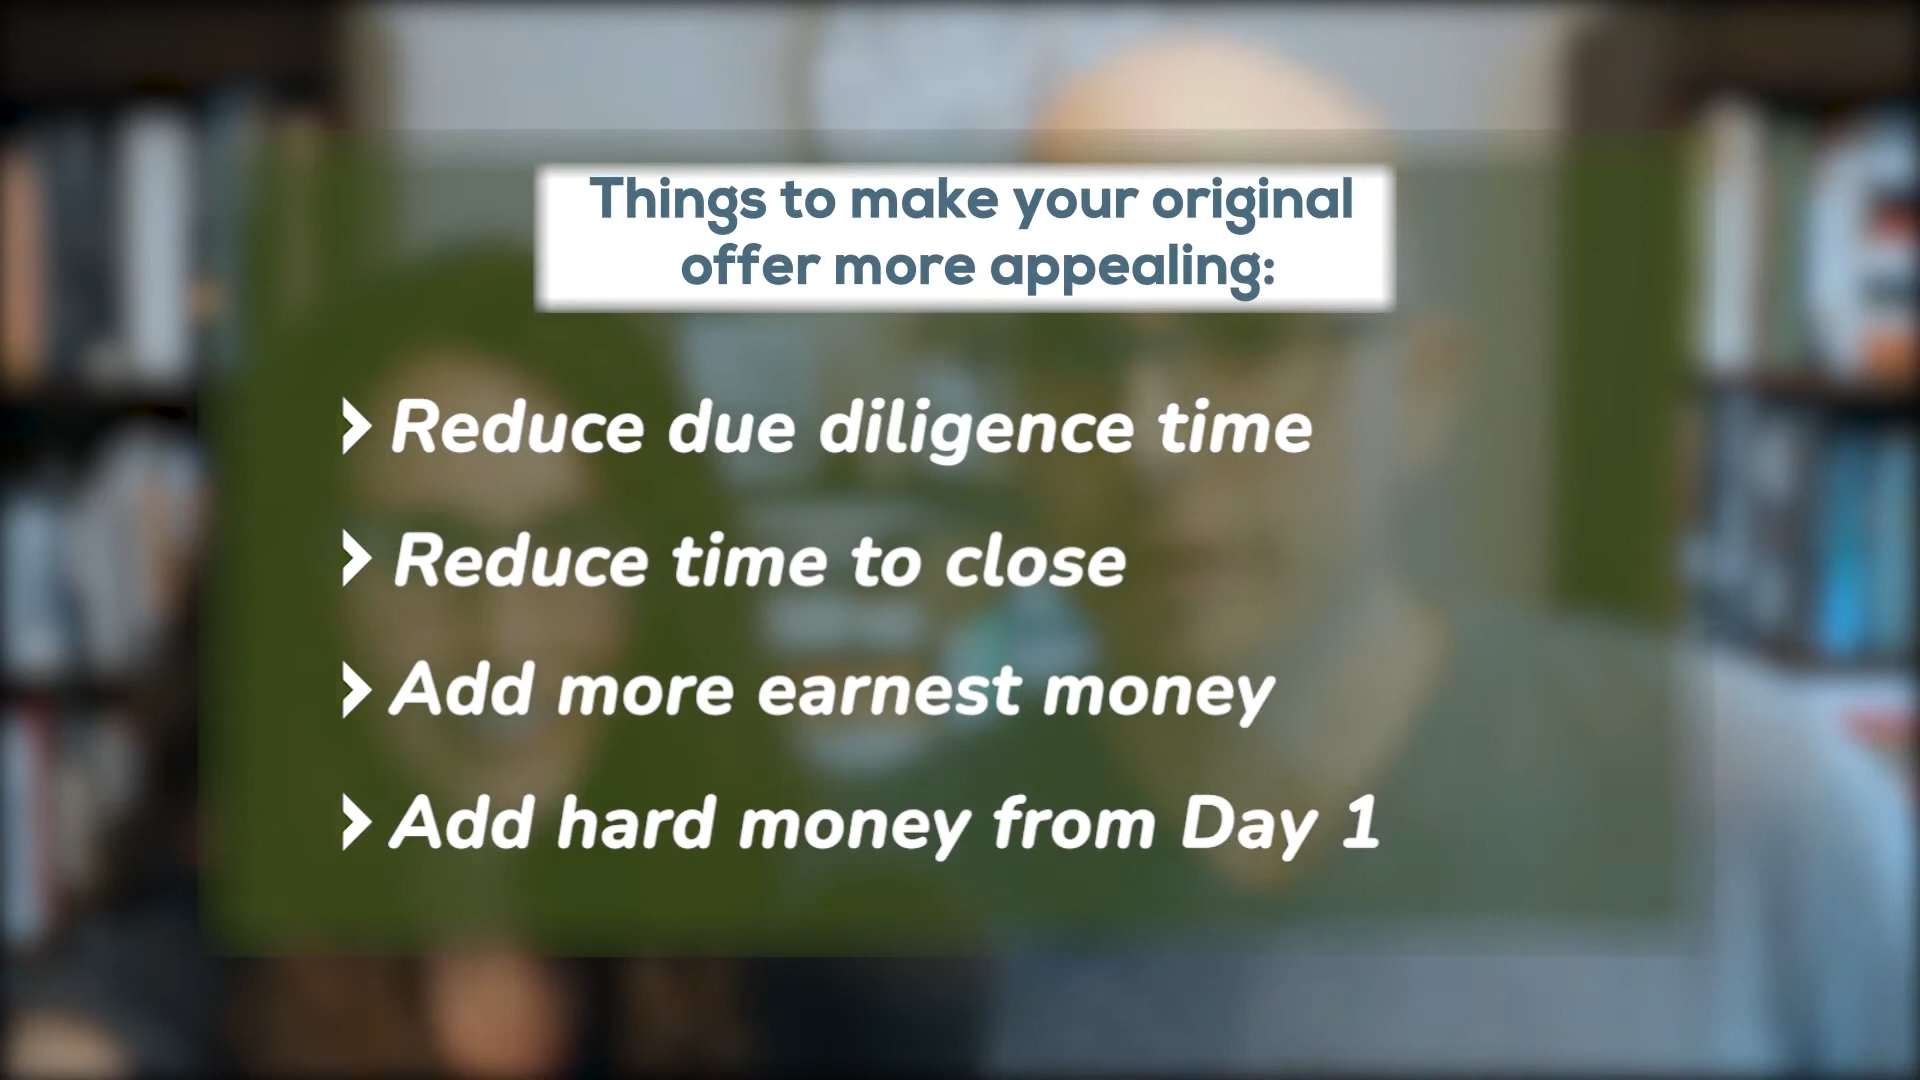 Things to make your original
offer more appealing:
Reduce due diligence time
Reduce time to close
Add more earnest money
Add hard money from Day 1